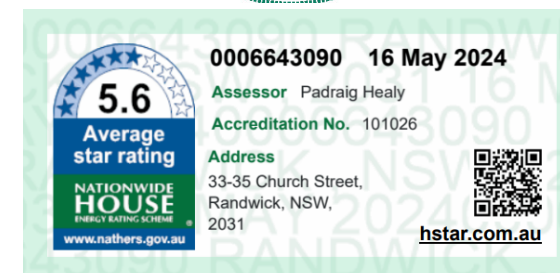 0006643090 16 May 2024
5.6
Average
star rating
NATIONWIDE
HOUSE
ENERGY RATING SCHEME ®
www.nathers.gov.au
Assessor Padraig Healy
Accreditation No. 101026
Address
33-35 Church Street,
Randwick, NSW,
2031
hstar.com.au